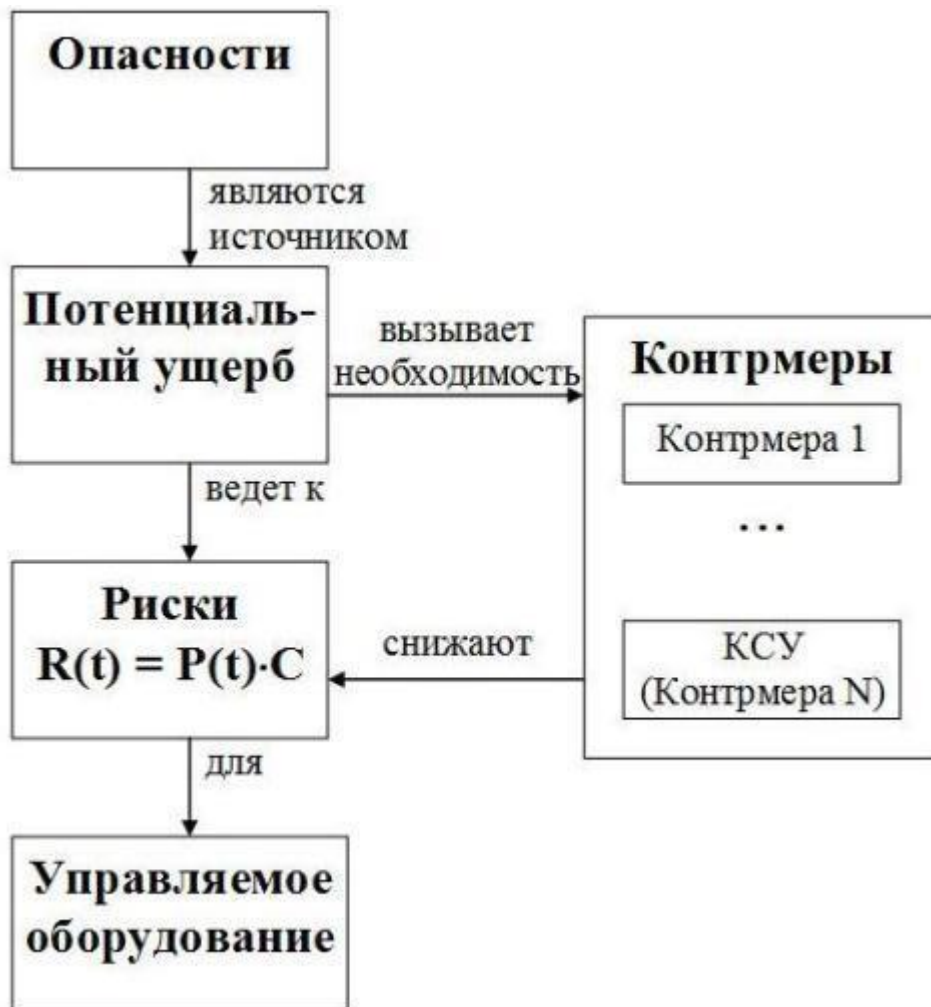 Опасности
являются
источником
Потенциаль-
ный ущерб
вызывает
необходимость
Контрмеры
Контрмера 1
...
ведет к
Риски
R(t) = P(t)·C
снижают
КСУ
(Контрмера N)
для
Управляемое
оборудование